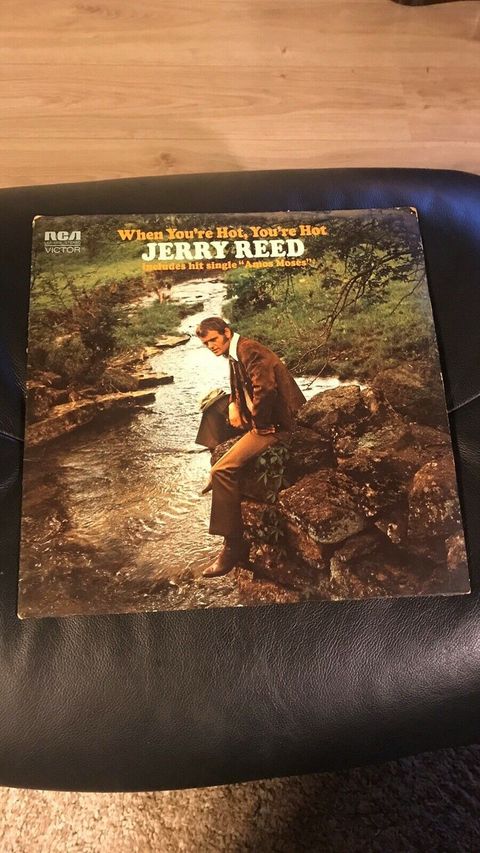 RCA
VICTOR
When You're Hot, You're Hot
JERRY REED
includes hit single "Amos Moses"